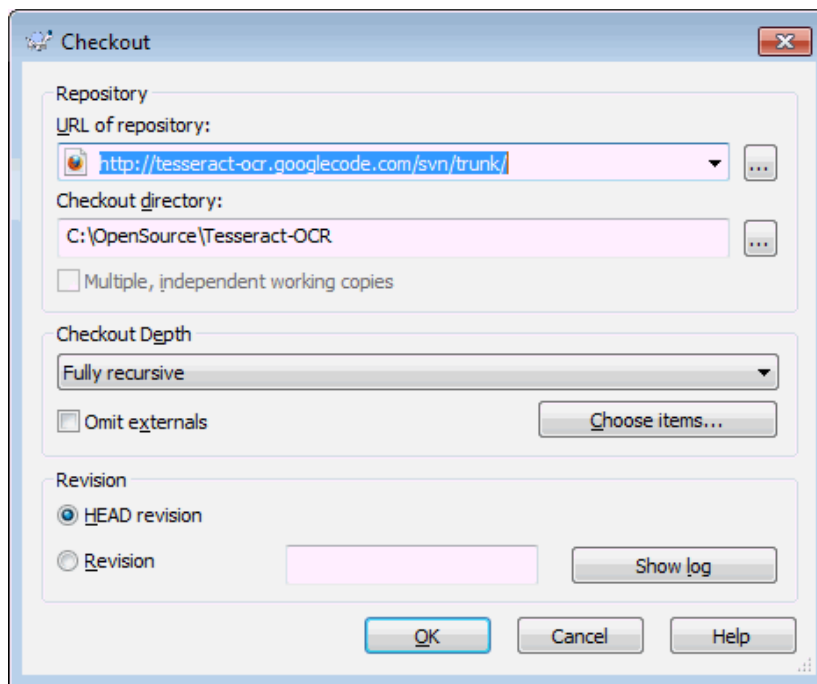 Checkout
Repository
URL of repository:
http://tesseract-ocr.googlecode.com/svn/trunk/
...
Checkout directory:
C:\OpenSource\Tesseract-OCR
...
Multiple, independent working copies
Checkout Depth
Fully recursive
Omit externals
Choose items...
Revision
HEAD revision
Revision
Show log
OK Cancel Help